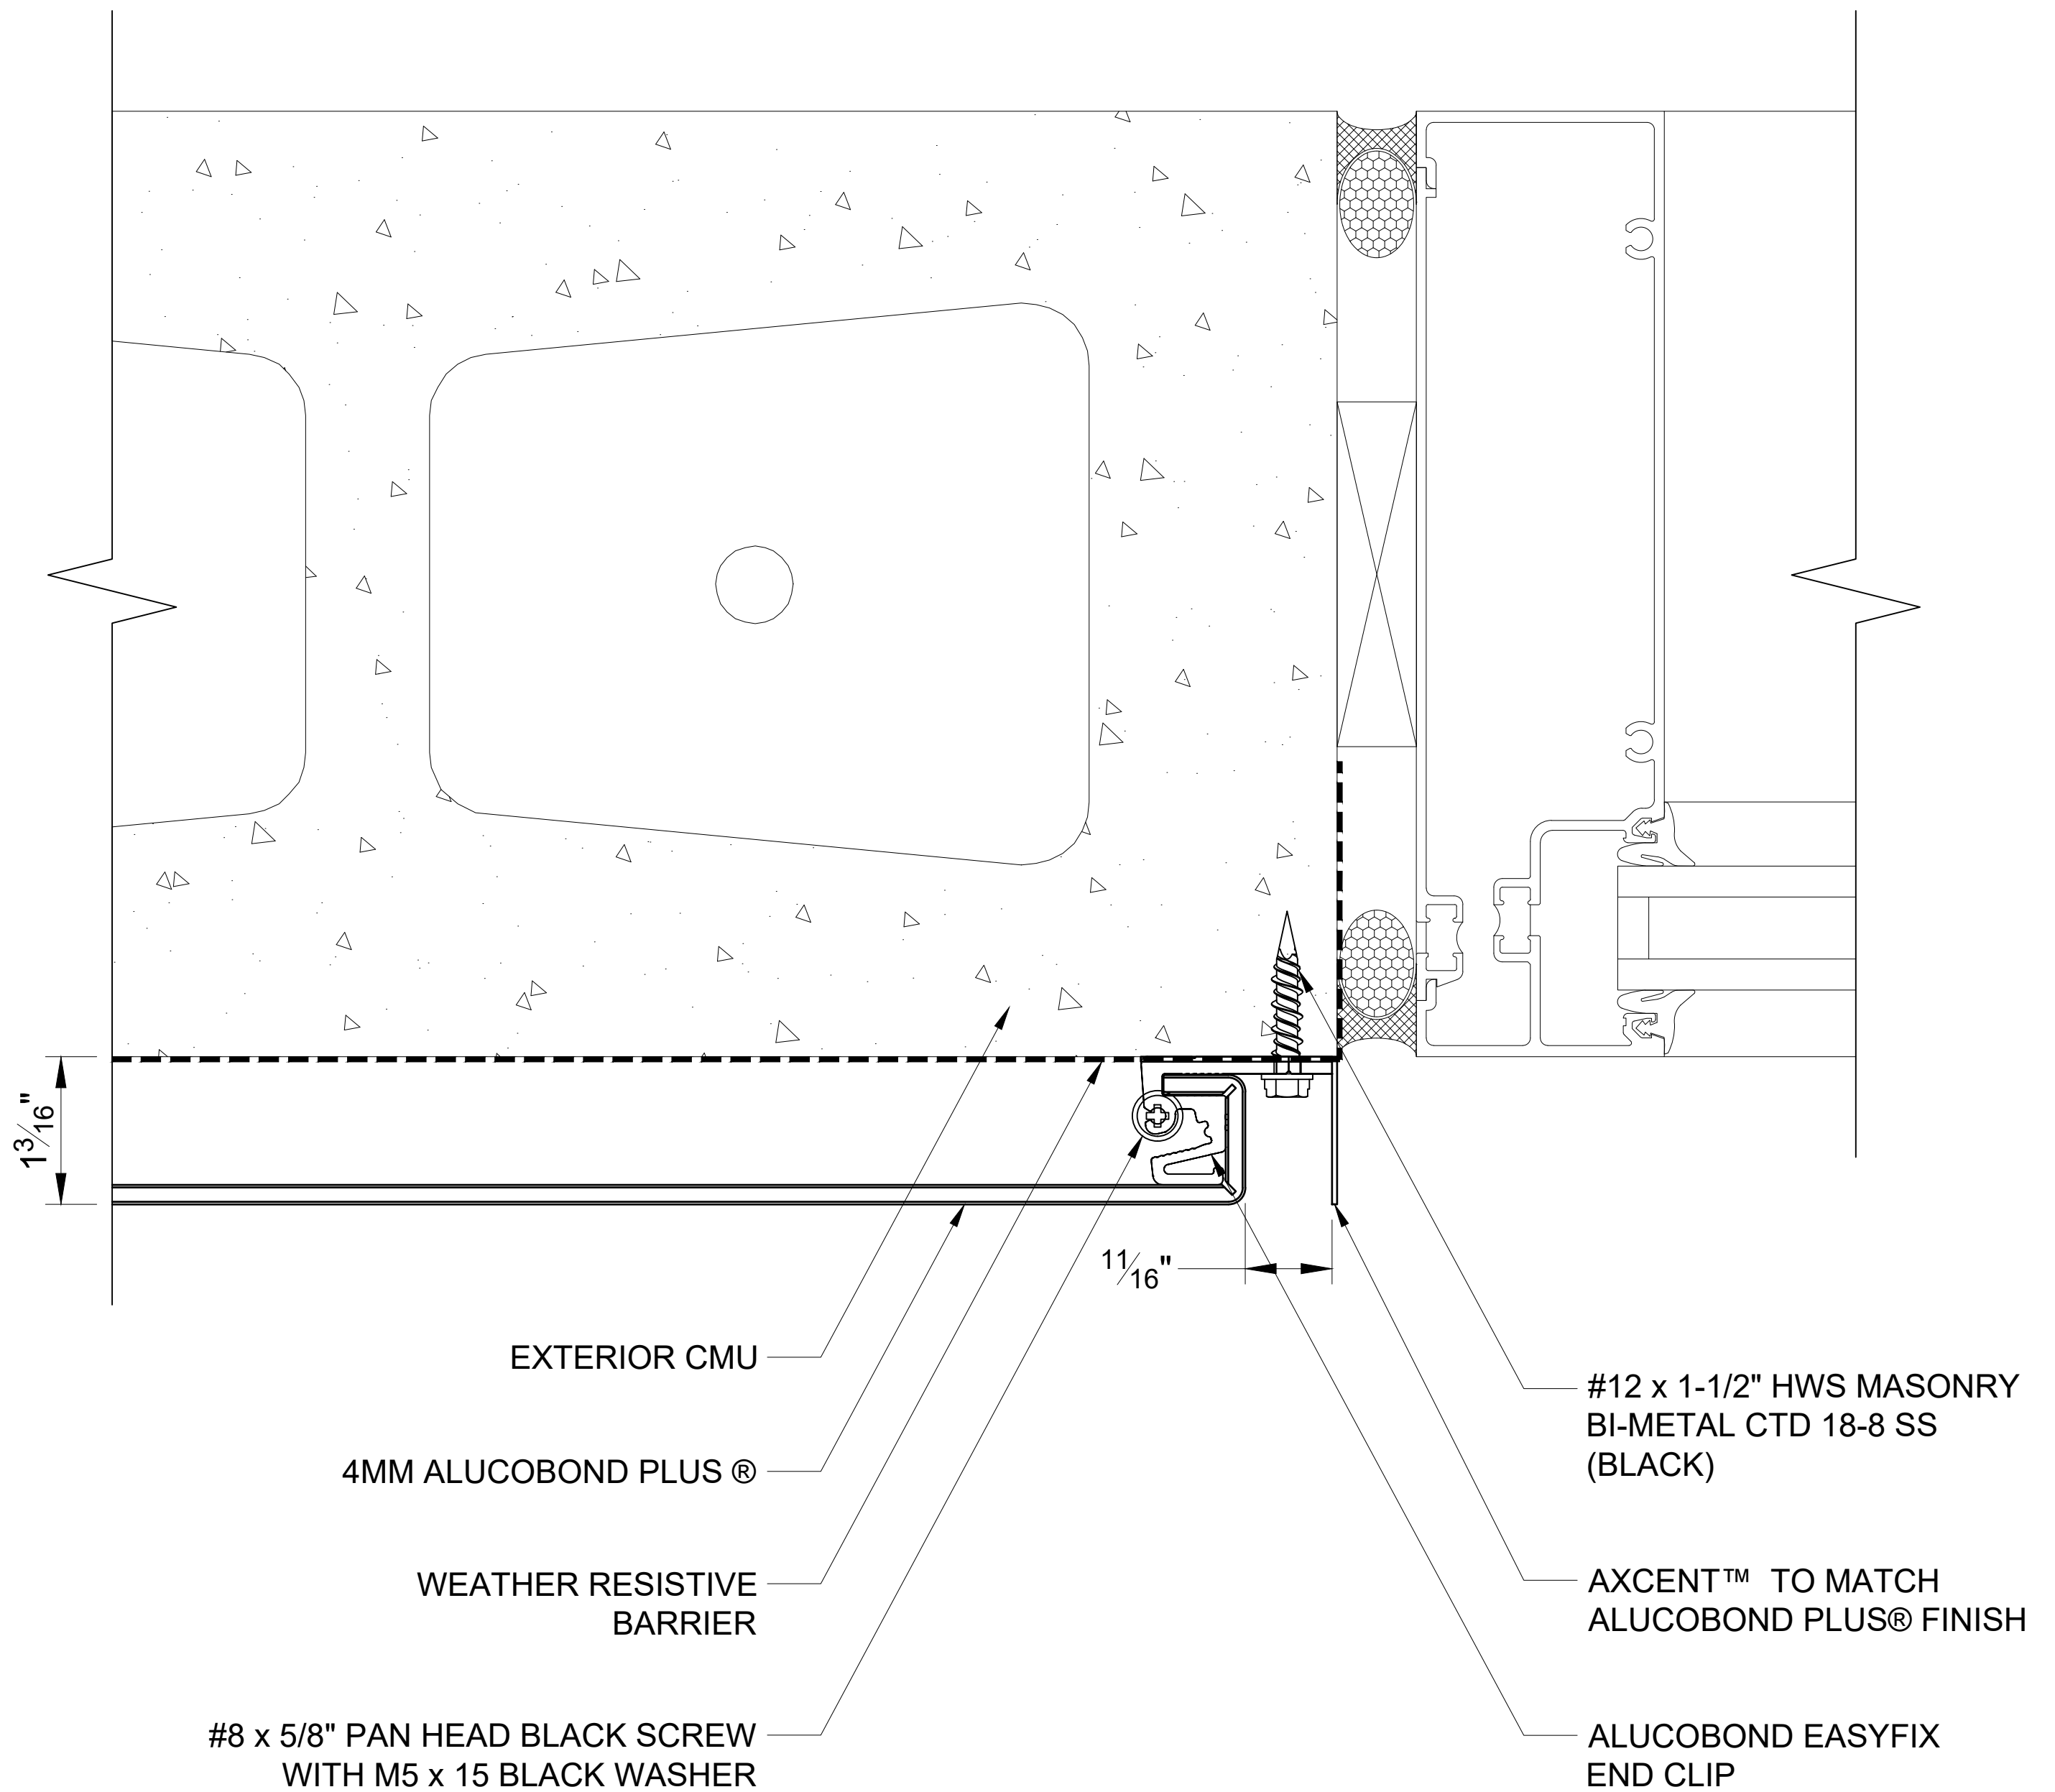 1 3/16"
11/16"
EXTERIOR CMU
4MM ALUCOBOND PLUS ®
WEATHER RESISTIVE
BARRIER
#8 x 5/8" PAN HEAD BLACK SCREW
WITH M5 x 15 BLACK WASHER
#12 x 1-1/2" HWS MASONRY
BI-METAL CTD 18-8 SS
(BLACK)
AXCENT™ TO MATCH
ALUCOBOND PLUS® FINISH
ALUCOBOND EASYFIX
END CLIP